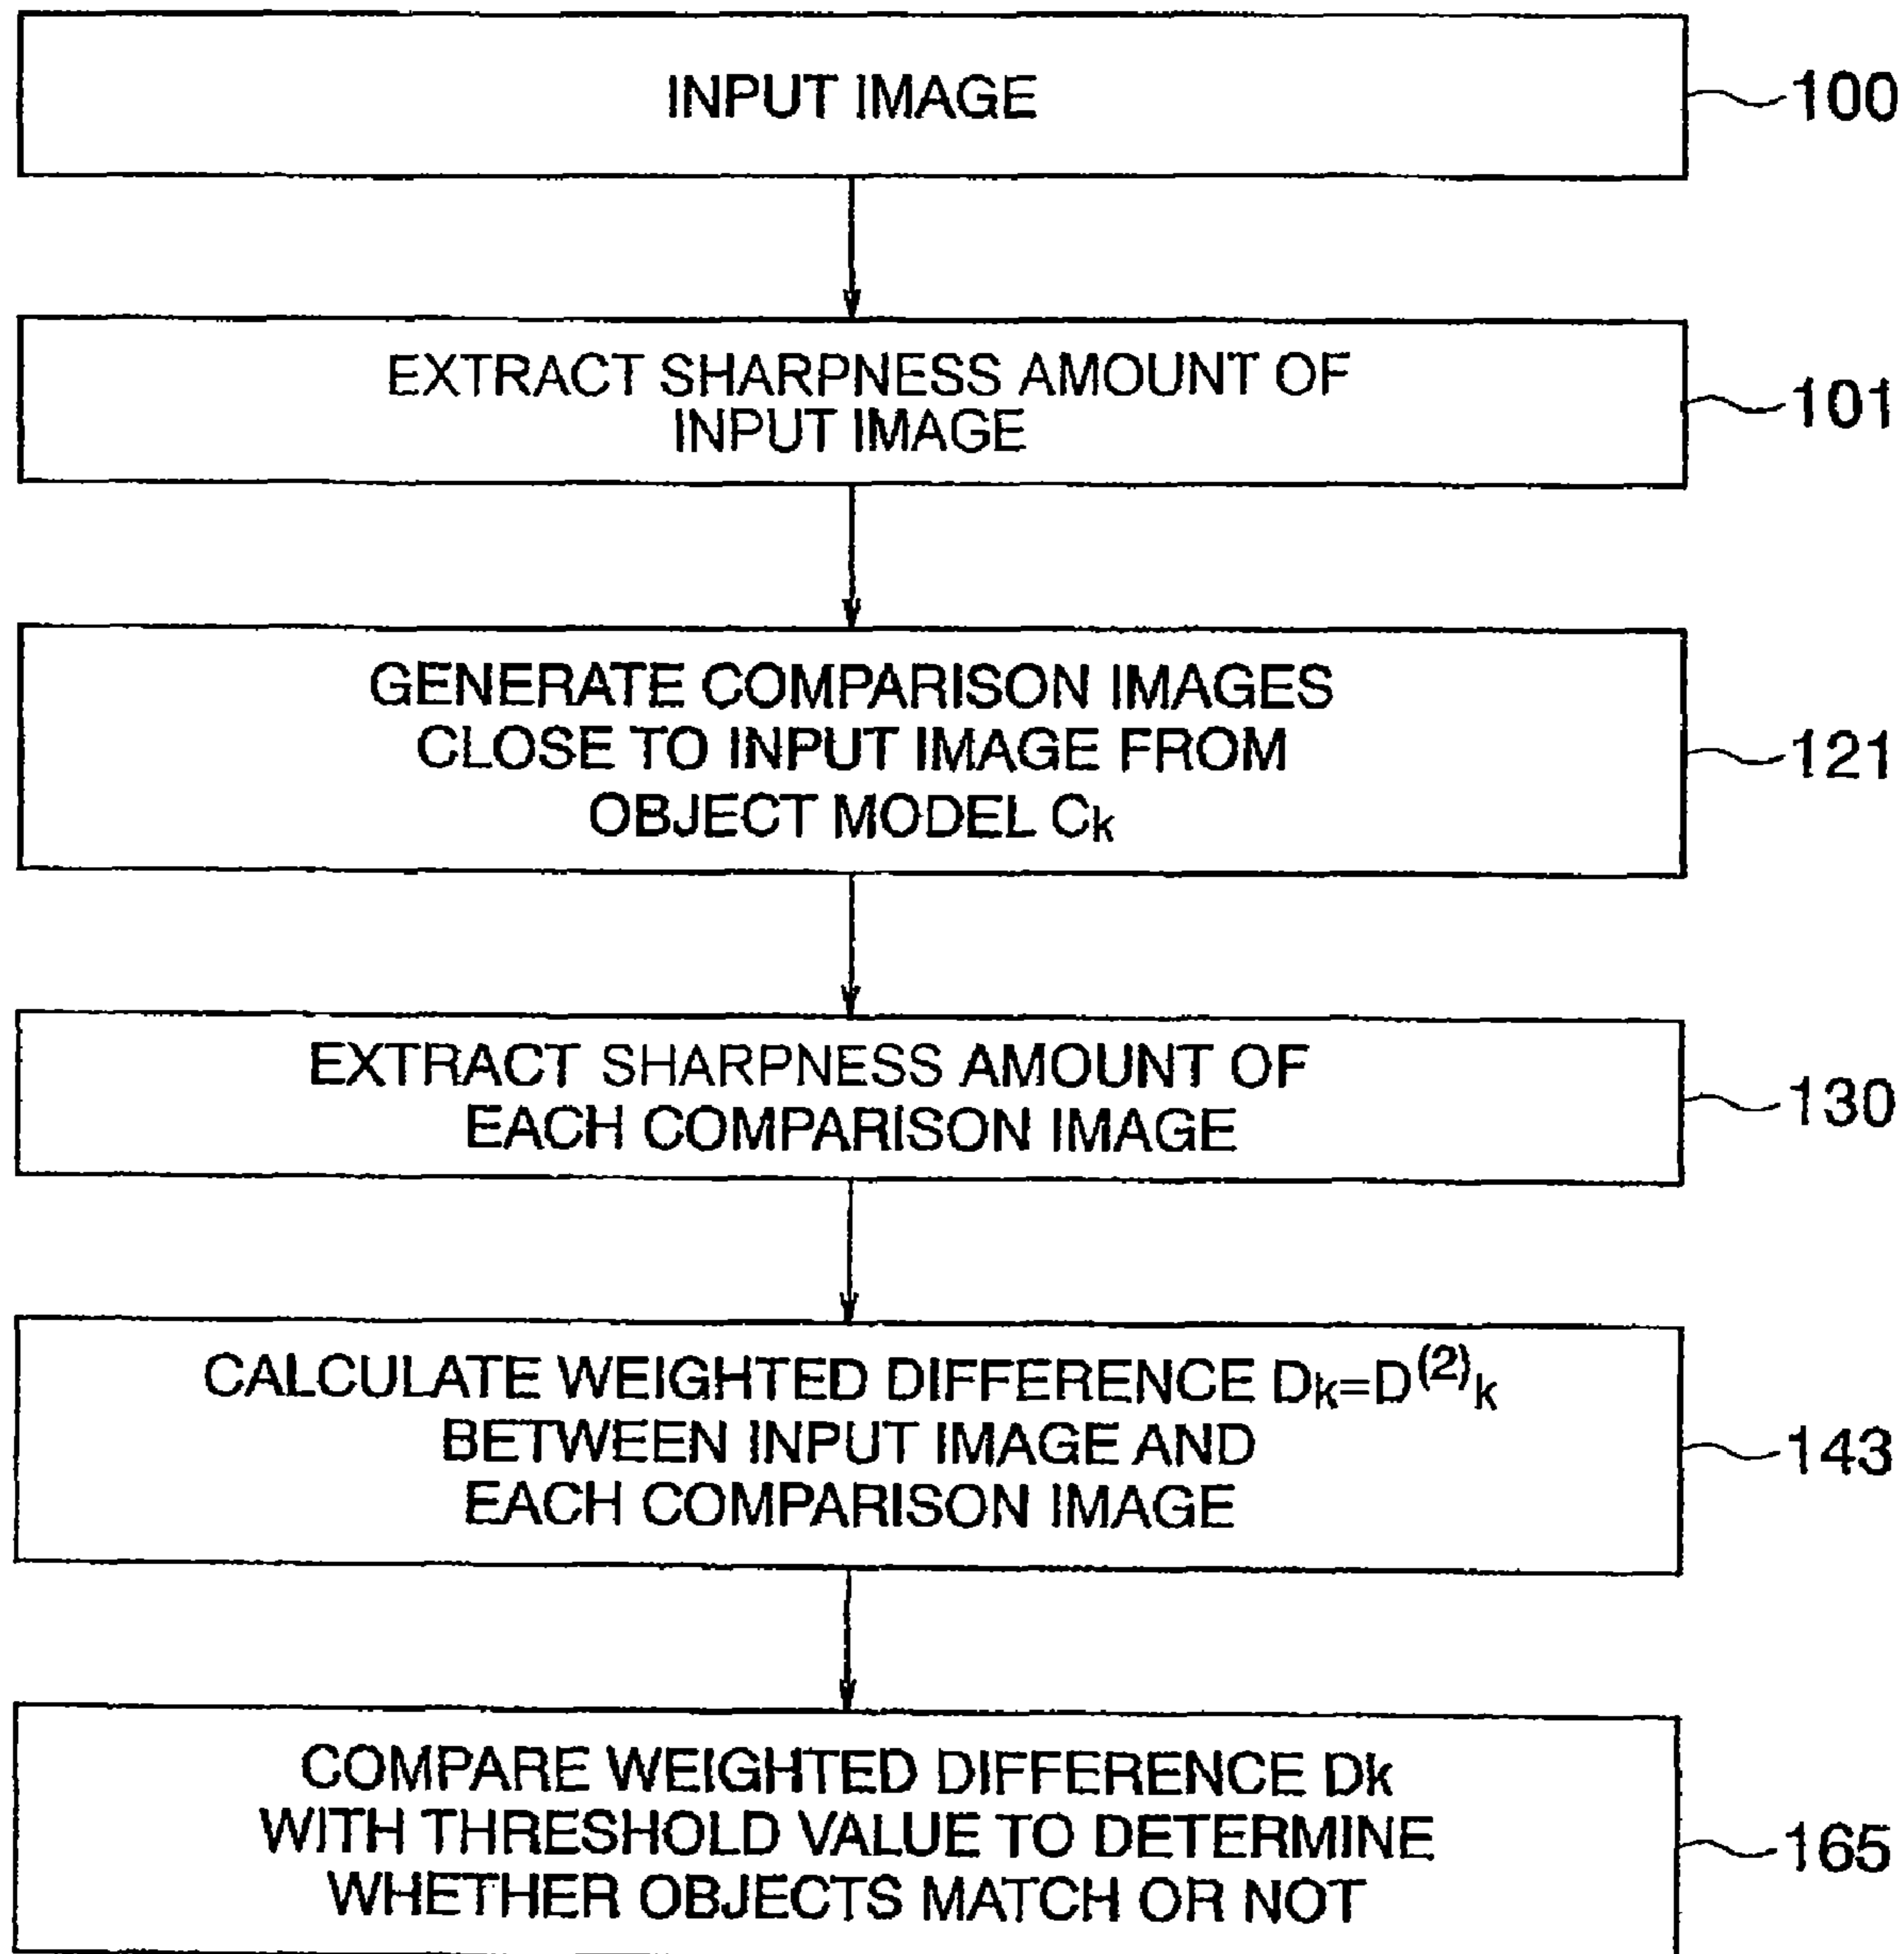 INPUT IMAGE
100
EXTRACT SHARPNESS AMOUNT OF
INPUT IMAGE
101
GENERATE COMPARISON IMAGES
CLOSE TO INPUT IMAGE FROM
OBJECT MODEL Ck
121
EXTRACT SHARPNESS AMOUNT OF
EACH COMPARISON IMAGE
130
CALCULATE WEIGHTED DIFFERENCE Dk=D(2)k
BETWEEN INPUT IMAGE AND
EACH COMPARISON IMAGE
143
COMPARE WEIGHTED DIFFERENCE Dk
WITH THRESHOLD VALUE TO DETERMINE
WHETHER OBJECTS MATCH OR NOT
165